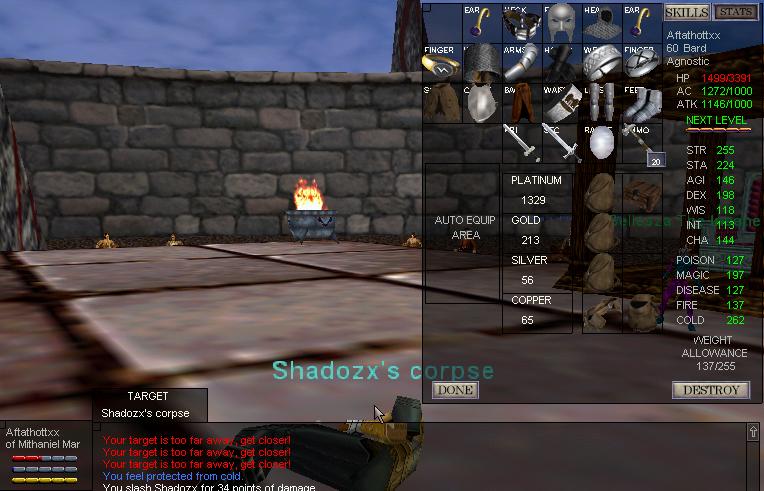 EAR
NECK
EAR
FINGER
ARMS
FINGER
SKILLS
STATS
Aftathottxx
60 Bard
Agnostic
HP 1499/3391
AC 1272/1000
ATK 1146/1000
NEXT LEVEL
STR 255
STA 224
AGI 146
DEX 198
WIS 118
INT 113
CHA 144
POISON 127
MAGIC 197
DISEASE 127
FIRE 137
COLD 262
WEIGHT
ALLOWANCE
137/255
20
PLATINUM
1329
GOLD
213
SILVER
56
COPPER
65
AUTO EQUIP
AREA
DONE
DESTROY
Shadozx's corpse
TARGET
Shadozx's corpse
Aftathottxx
of Mithaniel Mar
Your target is too far away, get closer!
Your target is too far away, get closer!
Your target is too far away, get closer!
You feel protected from cold.
You slash Shadozx for 34 points of damage.